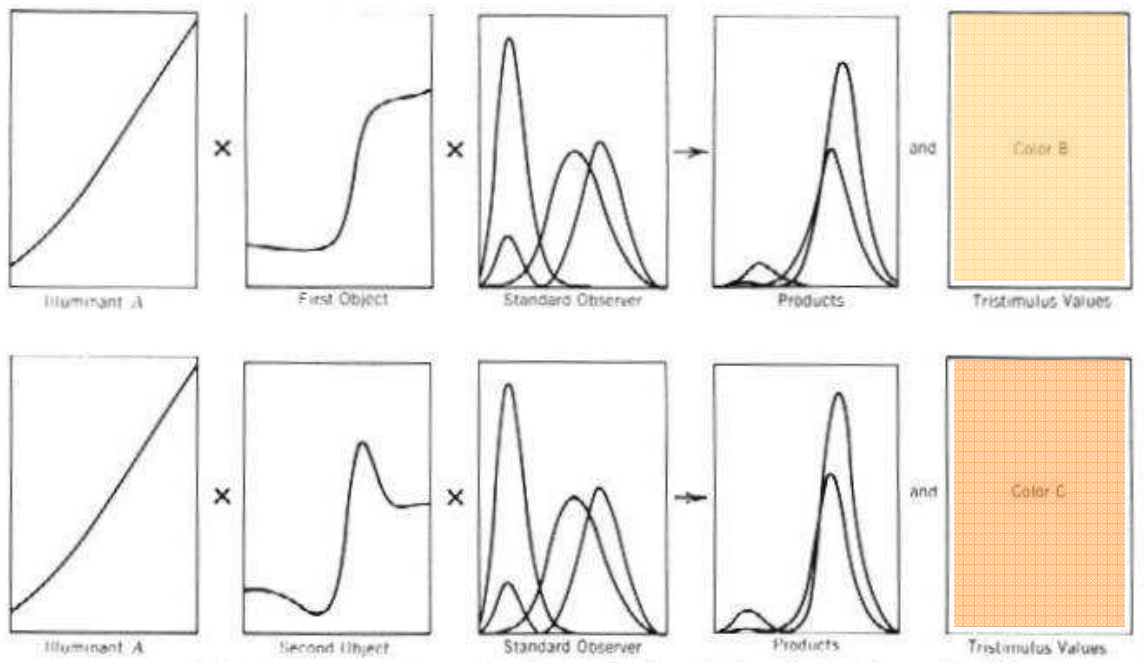 × × → and Color B
Illuminant A First Object Standard Observer Products Tristimulus Values
× × → and Color C
Illuminant A Second Object Standard Observer Products Tristimulus Values